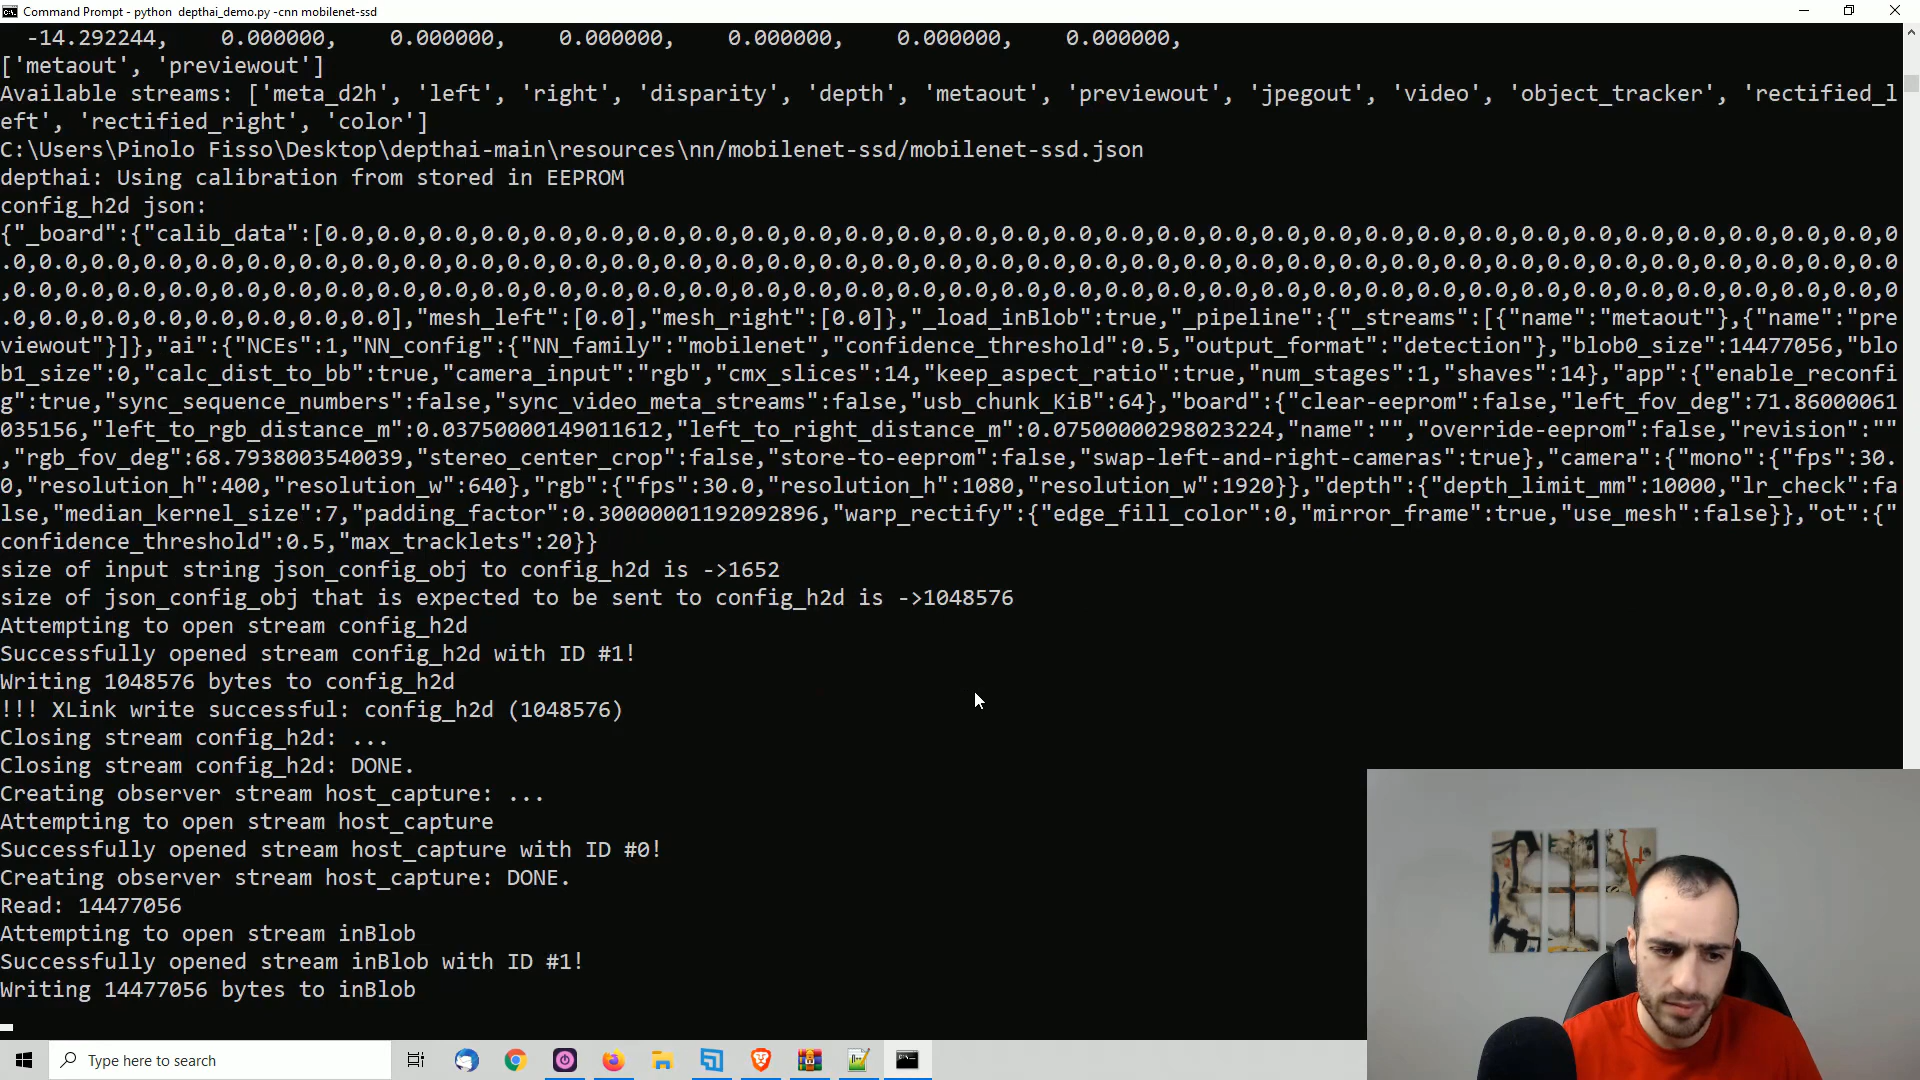 Command Prompt - python  depthai_demo.py -cnn mobilenet-ssd
-14.292244,    0.000000,    0.000000,    0.000000,    0.000000,    0.000000,    0.000000,
['metaout', 'previewout']
Available streams: ['meta_d2h', 'left', 'right', 'disparity', 'depth', 'metaout', 'previewout', 'jpegout', 'video', 'object_tracker', 'rectified_l
eft', 'rectified_right', 'color']
C:\Users\Pinolo Fisso\Desktop\depthai-main\resources\nn/mobilenet-ssd/mobilenet-ssd.json
depthai: Using calibration from stored in EEPROM
config_h2d json:
{"_board":{"calib_data":[0.0,0.0,0.0,0.0,0.0,0.0,0.0,0.0,0.0,0.0,0.0,0.0,0.0,0.0,0.0,0.0,0.0,0.0,0.0,0.0,0.0,0.0,0.0,0.0,0.0,0.0,0.0,0.0,0.0,0.0,0
.0,0.0,0.0,0.0,0.0,0.0,0.0,0.0,0.0,0.0,0.0,0.0,0.0,0.0,0.0,0.0,0.0,0.0,0.0,0.0,0.0,0.0,0.0,0.0,0.0,0.0,0.0,0.0,0.0,0.0,0.0,0.0,0.0,0.0,0.0,0.0,0.0
,0.0,0.0,0.0,0.0,0.0,0.0,0.0,0.0,0.0,0.0,0.0,0.0,0.0,0.0,0.0,0.0,0.0,0.0,0.0,0.0,0.0,0.0,0.0,0.0,0.0,0.0,0.0,0.0,0.0,0.0,0.0,0.0,0.0,0.0,0.0,0.0,0
.0,0.0,0.0,0.0,0.0,0.0,0.0,0.0],"mesh_left":[0.0],"mesh_right":[0.0]},"_load_inBlob":true,"_pipeline":{"_streams":[{"name":"metaout"},{"name":"pre
viewout"}]},"ai":{"NCEs":1,"NN_config":{"NN_family":"mobilenet","confidence_threshold":0.5,"output_format":"detection"},"blob0_size":14477056,"blo
b1_size":0,"calc_dist_to_bb":true,"camera_input":"rgb","cmx_slices":14,"keep_aspect_ratio":true,"num_stages":1,"shaves":14},"app":{"enable_reconfi
g":true,"sync_sequence_numbers":false,"sync_video_meta_streams":false,"usb_chunk_KiB":64},"board":{"clear-eeprom":false,"left_fov_deg":71.86000061
035156,"left_to_rgb_distance_m":0.03750000149011612,"left_to_right_distance_m":0.07500000298023224,"name":"","override-eeprom":false,"revision":""
,"rgb_fov_deg":68.7938003540039,"stereo_center_crop":false,"store-to-eeprom":false,"swap-left-and-right-cameras":true},"camera":{"mono":{"fps":30.
0,"resolution_h":400,"resolution_w":640},"rgb":{"fps":30.0,"resolution_h":1080,"resolution_w":1920}},"depth":{"depth_limit_mm":10000,"lr_check":fa
lse,"median_kernel_size":7,"padding_factor":0.30000001192092896,"warp_rectify":{"edge_fill_color":0,"mirror_frame":true,"use_mesh":false}},"ot":{"
confidence_threshold":0.5,"max_tracklets":20}}
size of input string json_config_obj to config_h2d is ->1652
size of json_config_obj that is expected to be sent to config_h2d is ->1048576
Attempting to open stream config_h2d
Successfully opened stream config_h2d with ID #1!
Writing 1048576 bytes to config_h2d
!!! XLink write successful: config_h2d (1048576)
Closing stream config_h2d: ...
Closing stream config_h2d: DONE.
Creating observer stream host_capture: ...
Attempting to open stream host_capture
Successfully opened stream host_capture with ID #0!
Creating observer stream host_capture: DONE.
Read: 14477056
Attempting to open stream inBlob
Successfully opened stream inBlob with ID #1!
Writing 14477056 bytes to inBlob
Type here to search